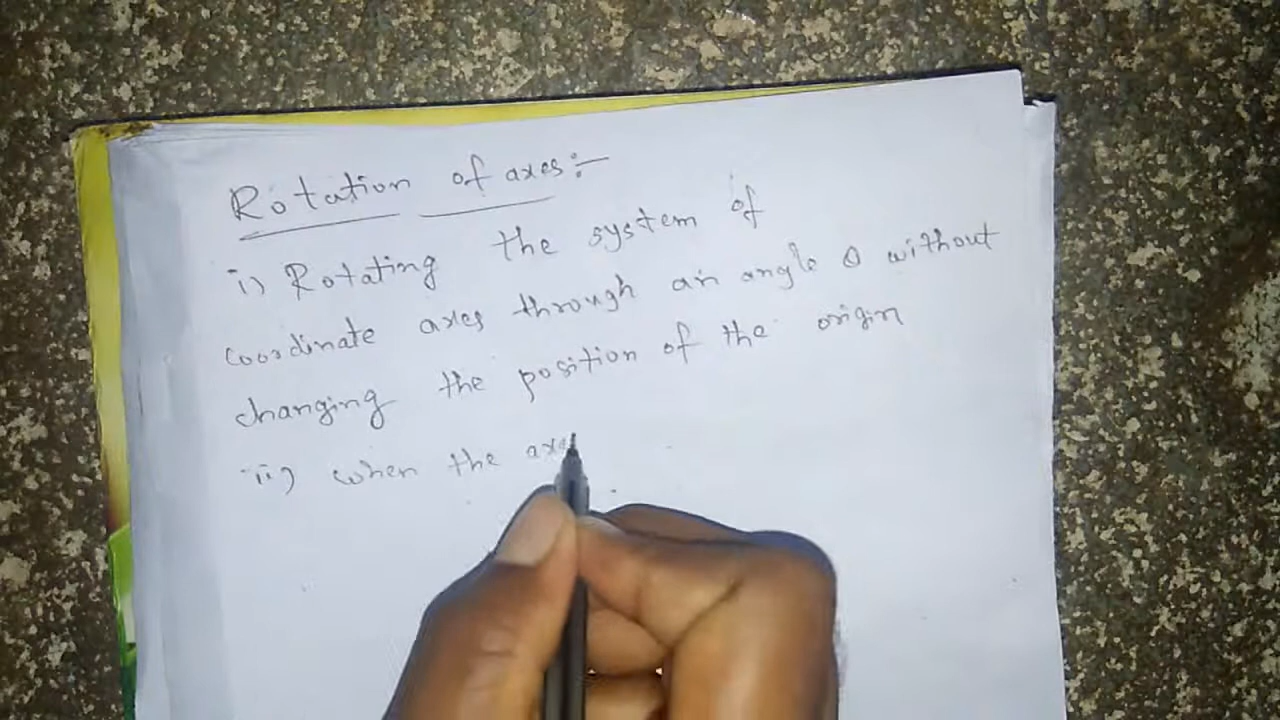 Rotation of axes:-
i) Rotating the system of
coordinate axes through an angle θ without
changing the position of the origin
ii) when the axe